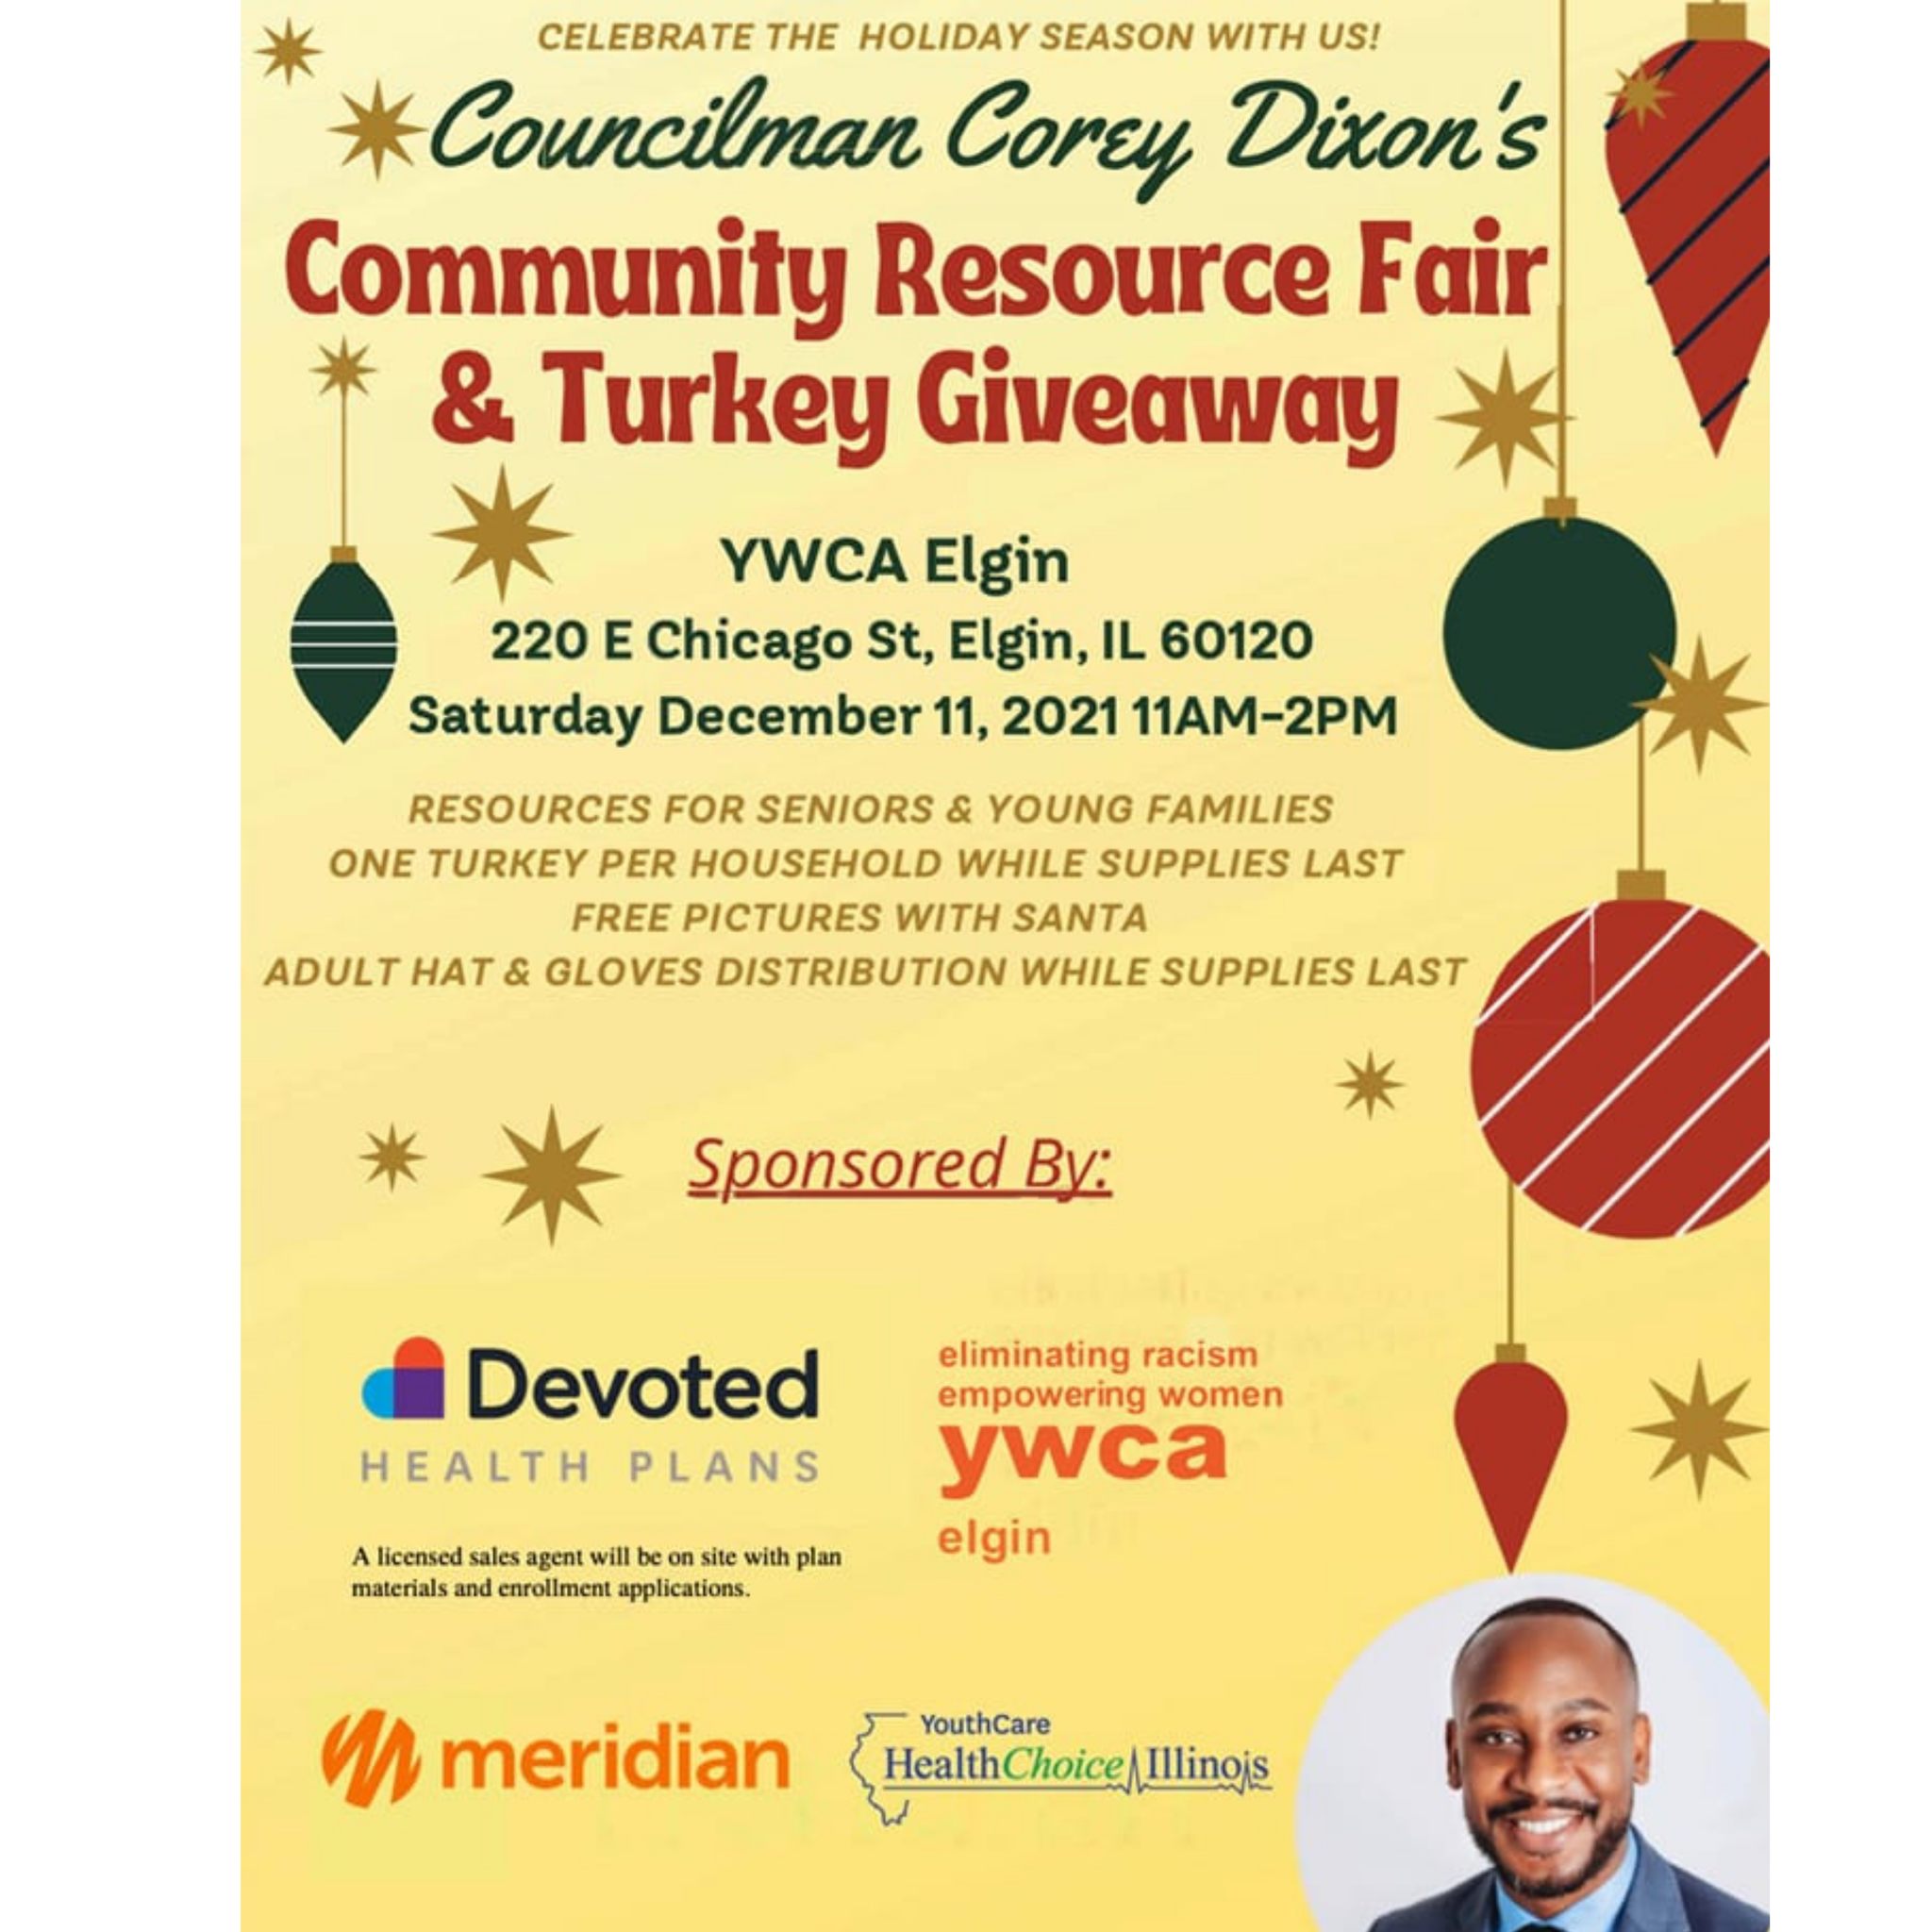 CELEBRATE THE HOLIDAY SEASON WITH US!
Councilman Corey Dixon's
Community Resource Fair
& Turkey Giveaway
YWCA Elgin
220 E Chicago St, Elgin, IL 60120
Saturday December 11, 2021 11AM-2PM
RESOURCES FOR SENIORS & YOUNG FAMILIES
ONE TURKEY PER HOUSEHOLD WHILE SUPPLIES LAST
FREE PICTURES WITH SANTA
ADULT HAT & GLOVES DISTRIBUTION WHILE SUPPLIES LAST
Sponsored By:
Devoted
HEALTH PLANS
A licensed sales agent will be on site with plan
materials and enrollment applications.
eliminating racism
empowering women
ywca
elgin
meridian
YouthCare
HealthChoice Illinois